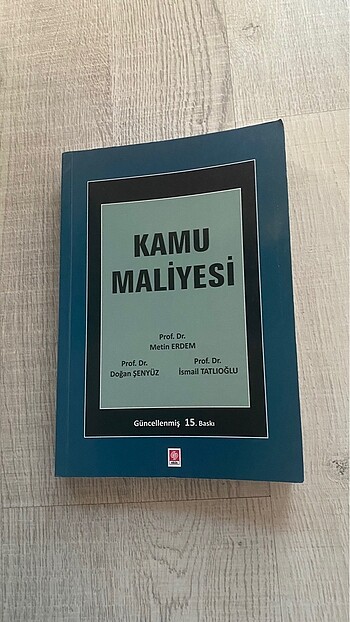 KAMU
MALİYESİ
Prof. Dr.
Metin ERDEM
Prof. Dr.
Doğan ŞENYÜZ
Prof. Dr.
İsmail TATLIOĞLU
Güncellenmiş 15. Baskı